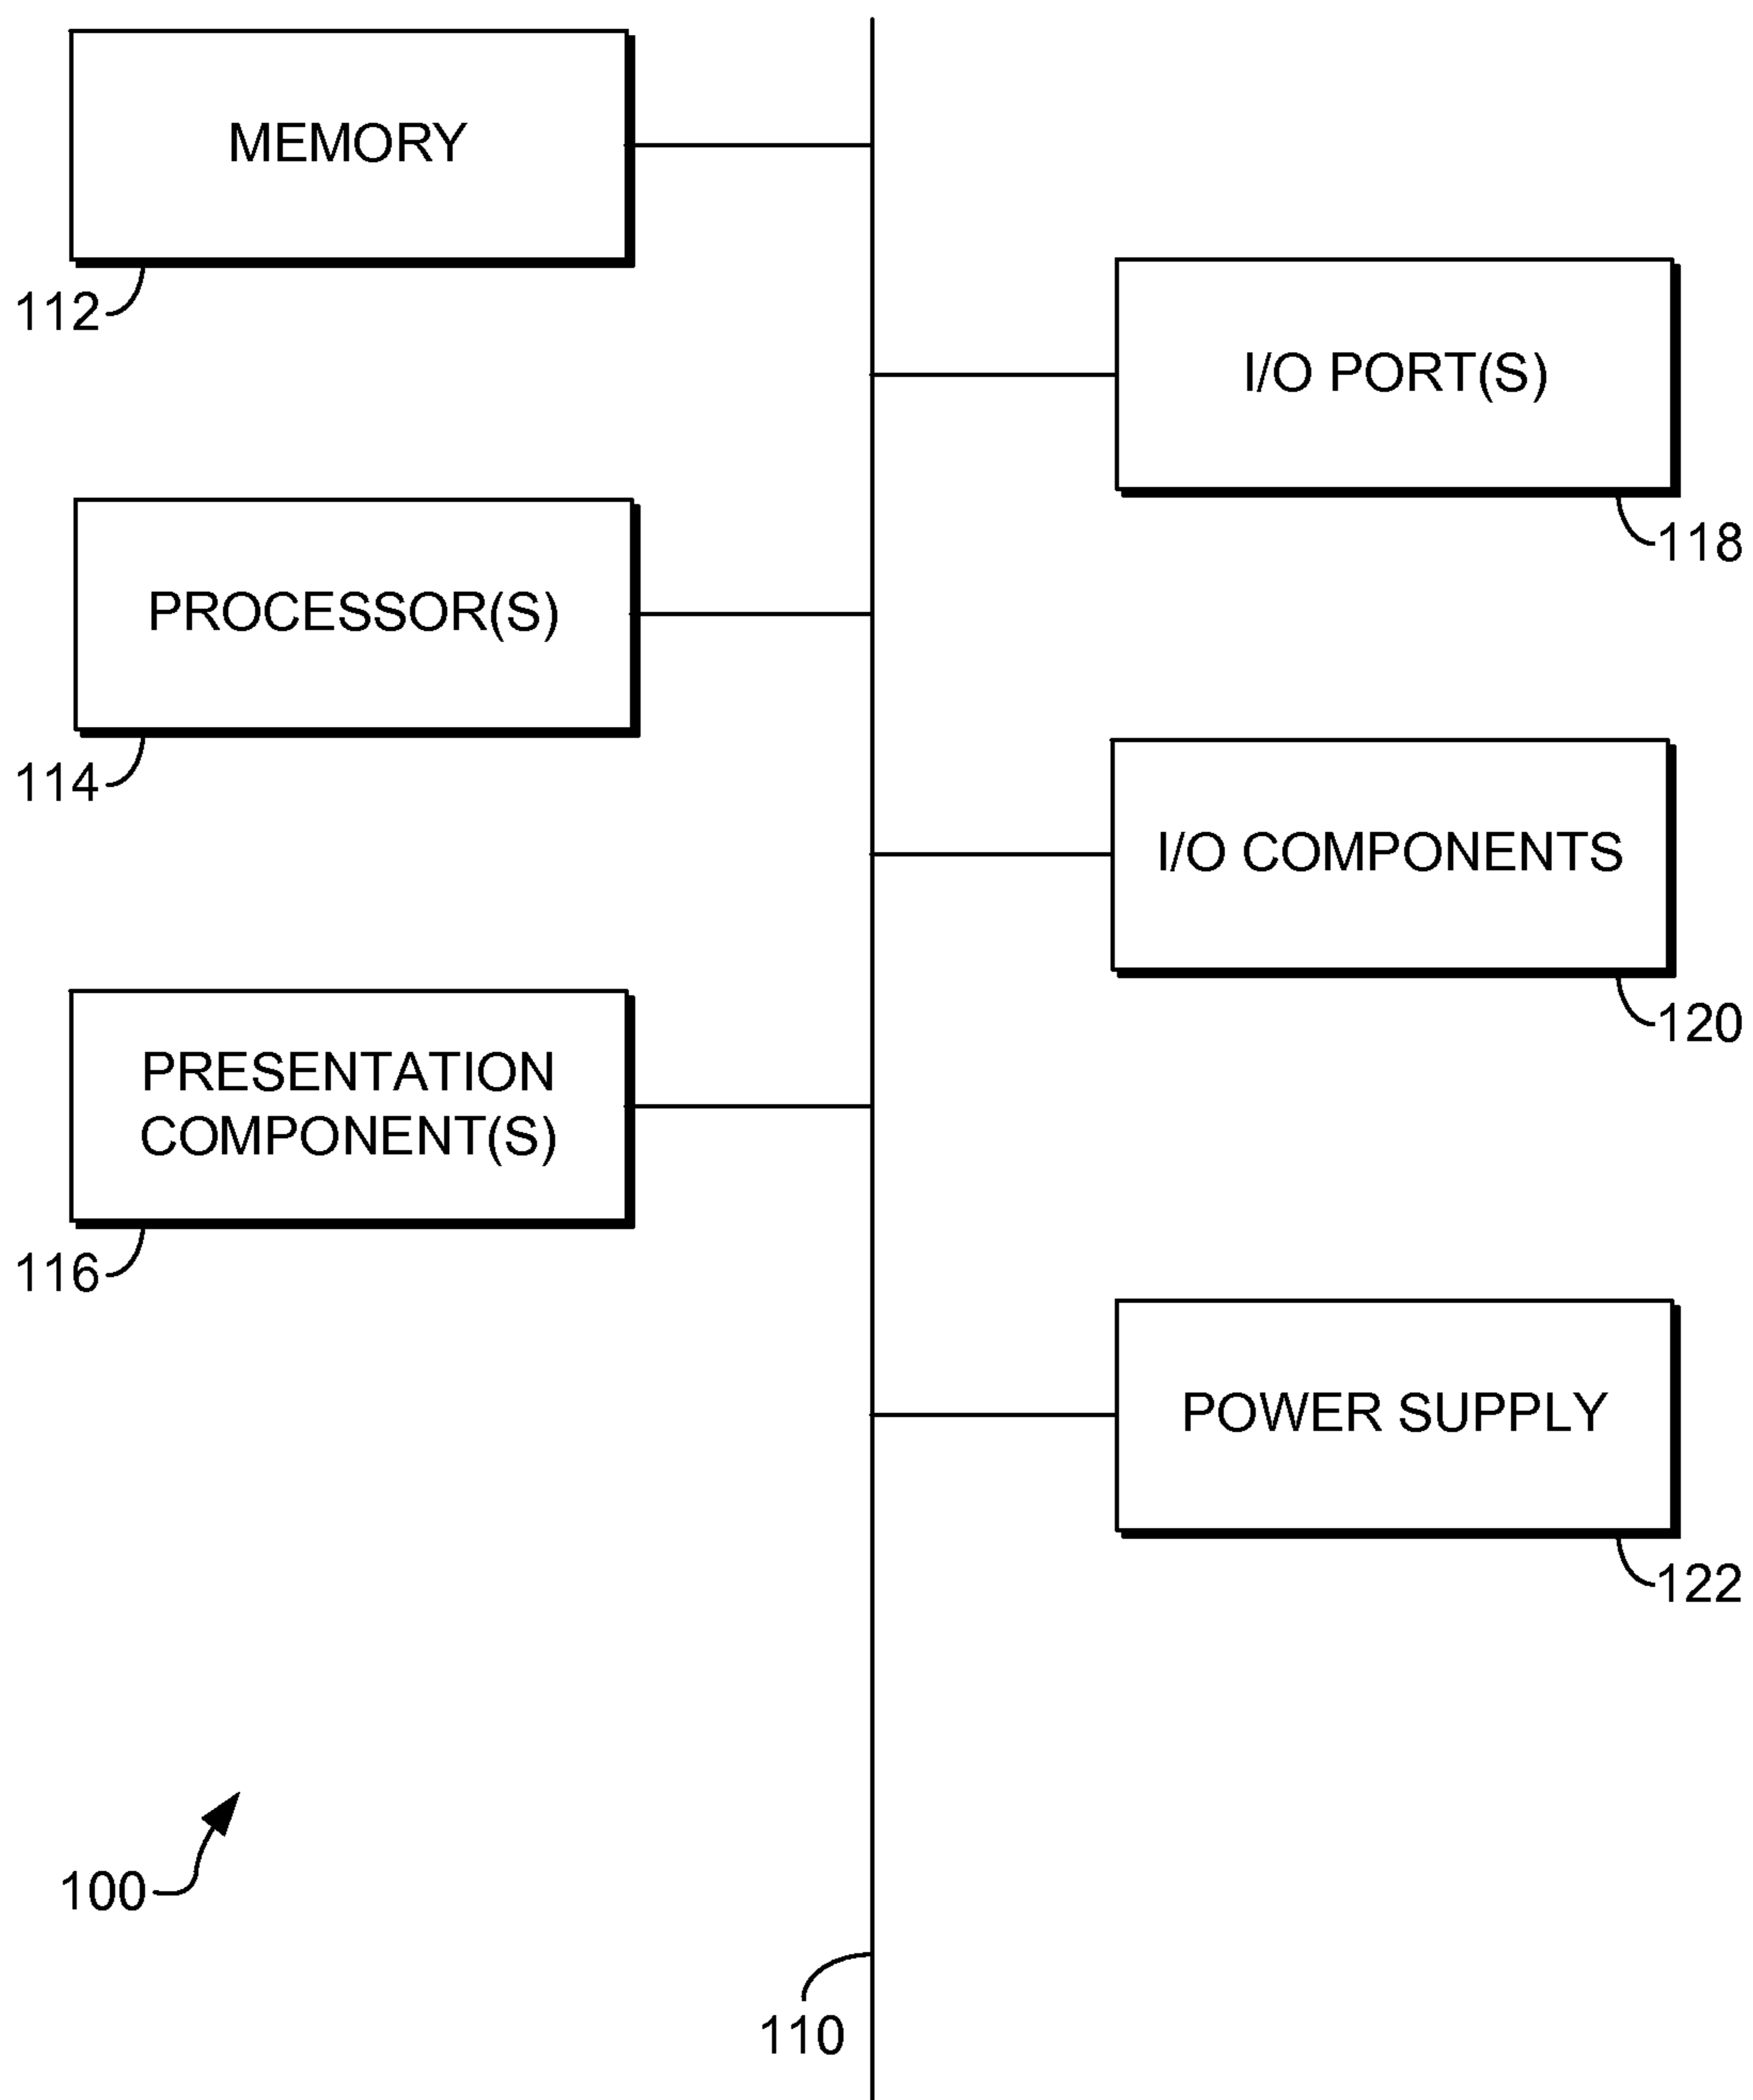 MEMORY
112
I/O PORT(S)
118
PROCESSOR(S)
114
I/O COMPONENTS
120
PRESENTATION
COMPONENT(S)
116
POWER SUPPLY
122
100
110